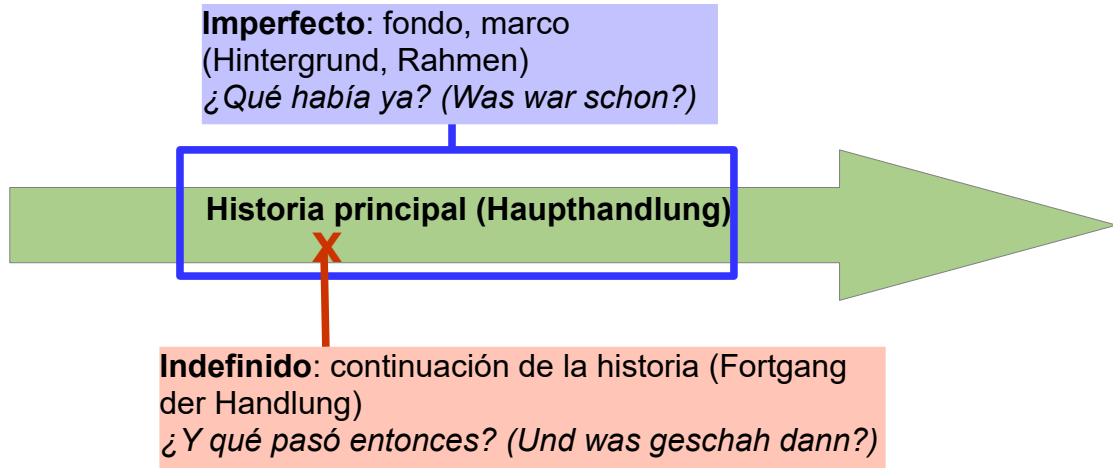 Imperfecto: fondo, marco
(Hintergrund, Rahmen)
¿Qué había ya? (Was war schon?)
Historia principal (Haupthandlung)
X
Indefinido: continuación de la historia (Fortgang
der Handlung)
¿Y qué pasó entonces? (Und was geschah dann?)